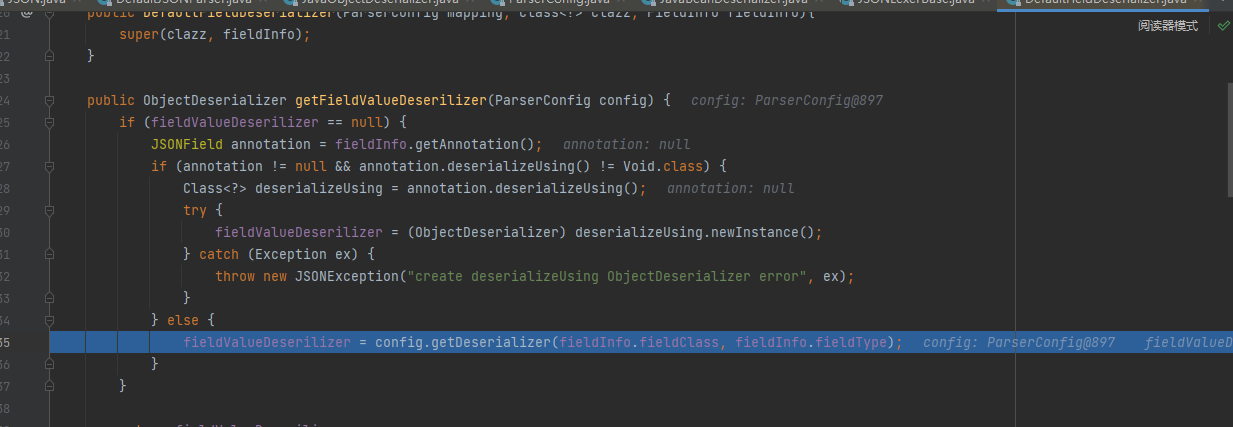 JSON.java DefaultJSONParser.java JavaObjectDeserializer.java ParserConfig.java JavaBeanDeserializer.java JSONLexerBase.java DefaultFieldDeserializer.java
20 @ public DefaultFieldDeserializer(ParserConfig mapping, Class<?> clazz, FieldInfo fieldInfo){
阅读器模式
21 super(clazz, fieldInfo);
22 }
23
24 public ObjectDeserializer getFieldValueDeserilizer(ParserConfig config) { config: ParserConfig@897
25 if (fieldValueDeserilizer == null) {
26 JSONField annotation = fieldInfo.getAnnotation(); annotation: null
27 if (annotation != null && annotation.deserializeUsing() != Void.class) {
28 Class<?> deserializeUsing = annotation.deserializeUsing(); annotation: null
29 try {
30 fieldValueDeserilizer = (ObjectDeserializer) deserializeUsing.newInstance();
31 } catch (Exception ex) {
32 throw new JSONException("create deserializeUsing ObjectDeserializer error", ex);
33 }
34 } else {
35 fieldValueDeserilizer = config.getDeserializer(fieldInfo.fieldClass, fieldInfo.fieldType); config: ParserConfig@897 fieldValueD
36 }
37 }
38